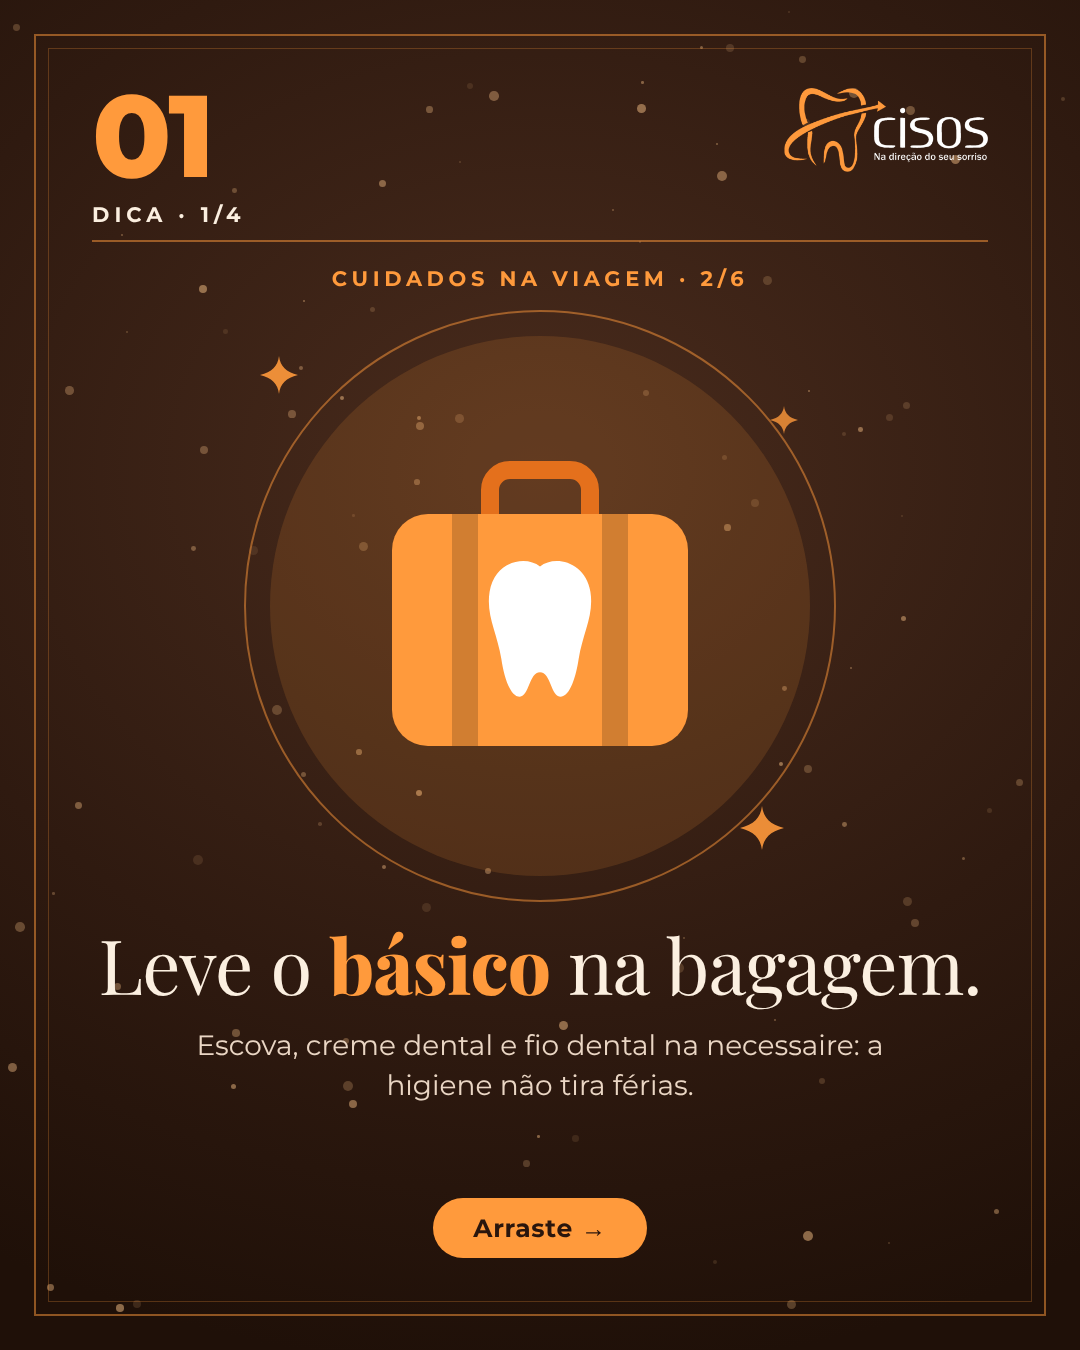 01
DICA · 1/4
cisos
Na direção do seu sorriso
CUIDADOS NA VIAGEM · 2/6
Leve o básico na bagagem.
Escova, creme dental e fio dental na necessaire: a
higiene não tira férias.
Arraste →